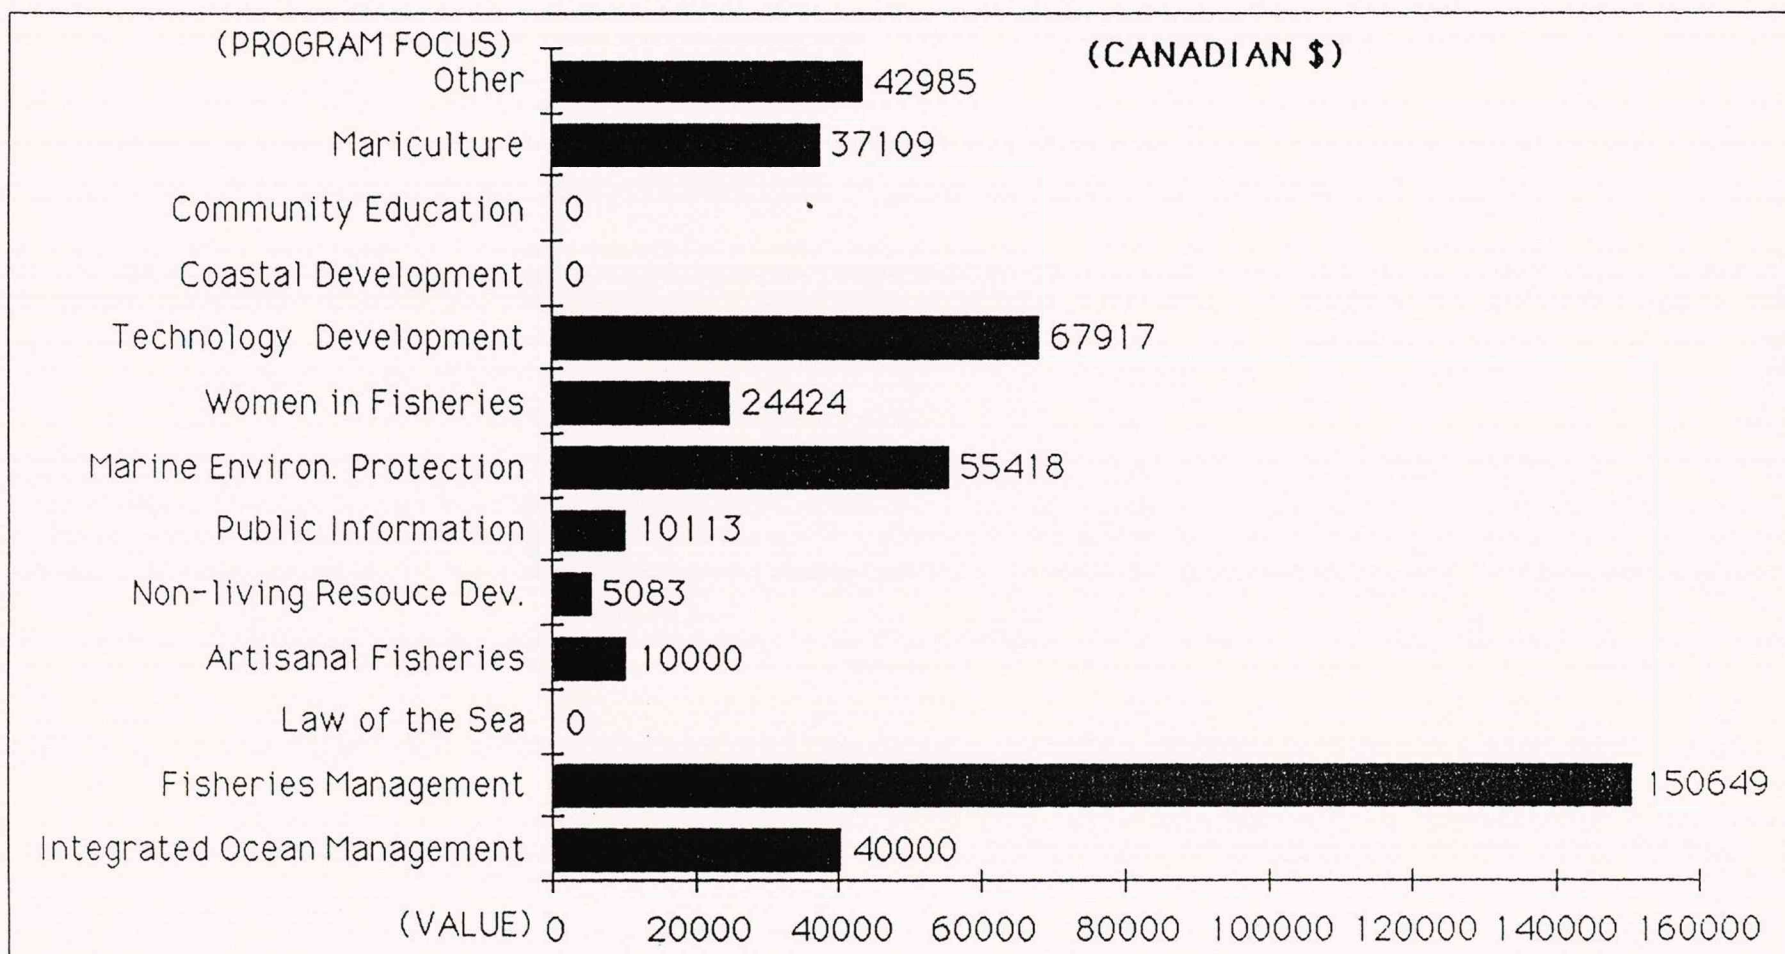 (PROGRAM FOCUS)
(CANADIAN $)
Other 42985
Mariculture 37109
Community Education 0
Coastal Development 0
Technology Development 67917
Women in Fisheries 24424
Marine Environ. Protection 55418
Public Information 10113
Non-living Resouce Dev. 5083
Artisanal Fisheries 10000
Law of the Sea 0
Fisheries Management 150649
Integrated Ocean Management 40000
(VALUE) 0 20000 40000 60000 80000 100000 120000 140000 160000